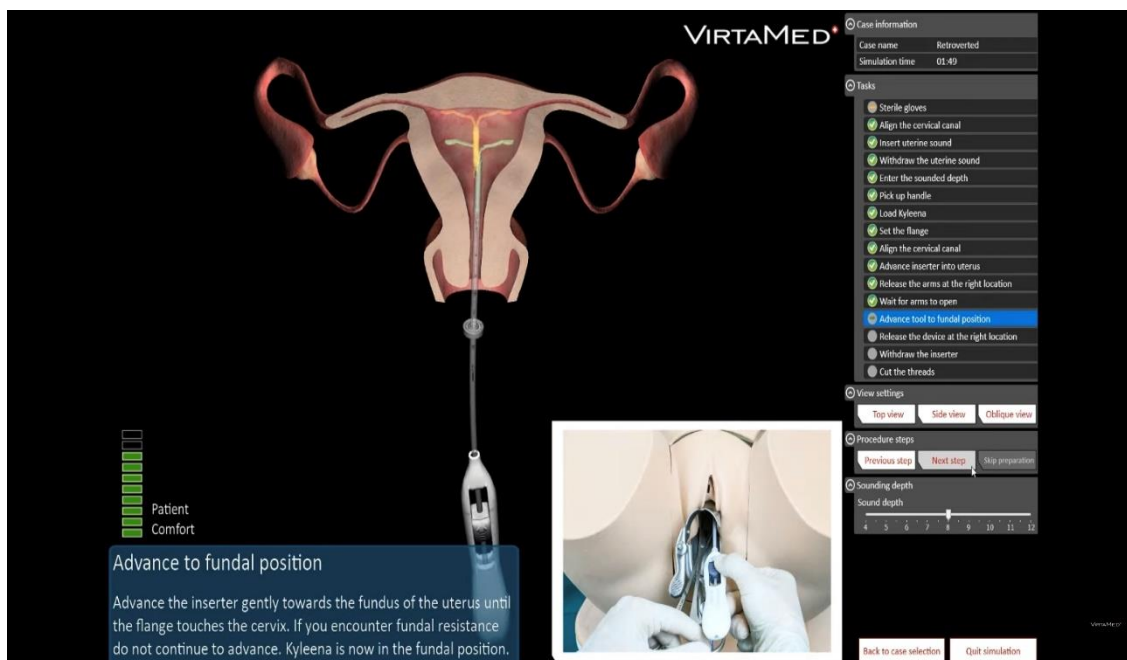 VIRTAMED
Case information
Case name Retroverted
Simulation time 01:49
Tasks
Sterile gloves
Align the cervical canal
Insert uterine sound
Withdraw the uterine sound
Enter the sounded depth
Pick up handle
Load Kyleena
Set the flange
Align the cervical canal
Advance inserter into uterus
Release the arms at the right location
Wait for arms to open
Advance tool to fundal position
Release the device at the right location
Withdraw the inserter
Cut the threads
View settings
Top view Side view Oblique view
Procedure steps
Previous step Next step Skip preparation
Sounding depth
Sound depth
4 5 6 7 8 9 10 11 12
Patient
Comfort
Advance to fundal position
Advance the inserter gently towards the fundus of the uterus until
the flange touches the cervix. If you encounter fundal resistance
do not continue to advance. Kyleena is now in the fundal position.
VIRTAMED
Back to case selection Quit simulation